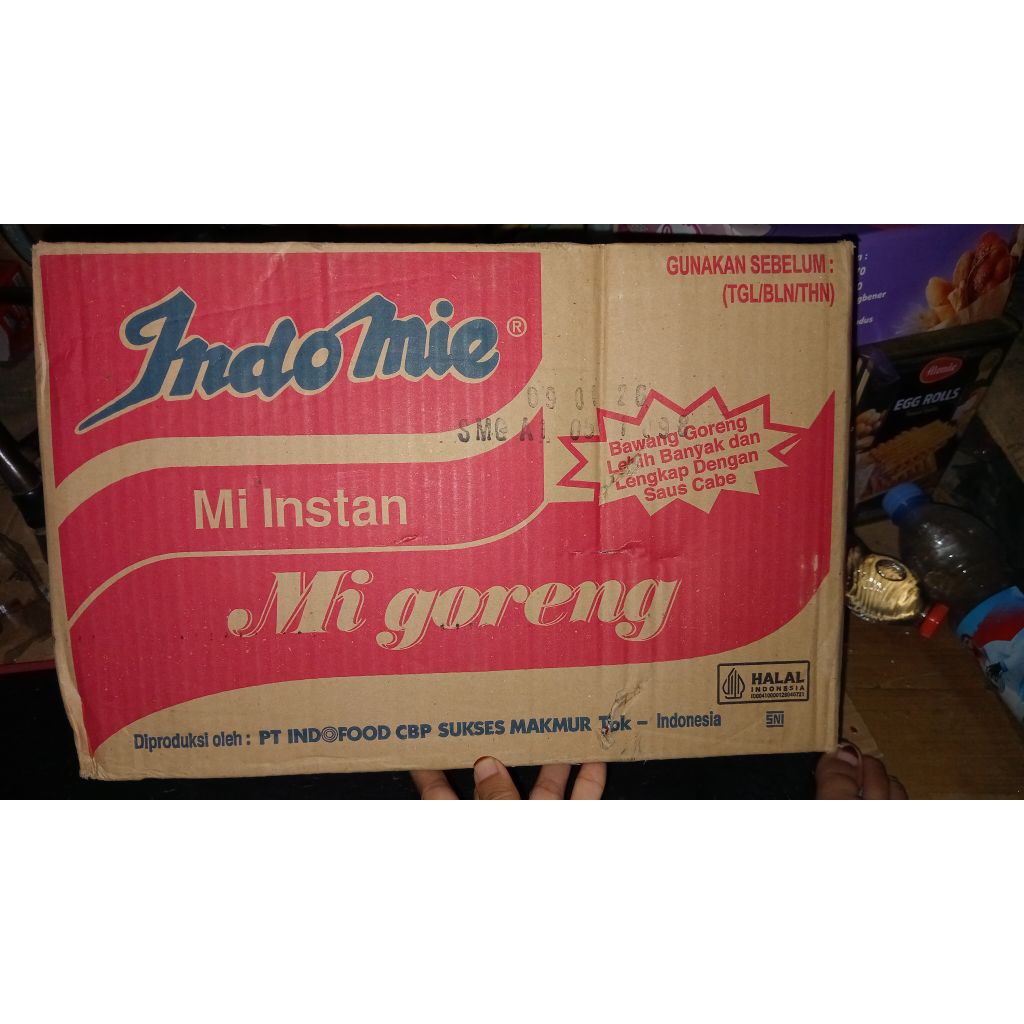 Indomie®
GUNAKAN SEBELUM :
(TGL/BLN/THN)
SMG
Bawang Goreng
Lebih Banyak dan
Lengkap Dengan
Saus Cabe
Mi Instan
Mi goreng
HALAL
INDONESIA
Diproduksi oleh : PT INDOFOOD CBP SUKSES MAKMUR Tbk – Indonesia
SNI
EGG ROLLS